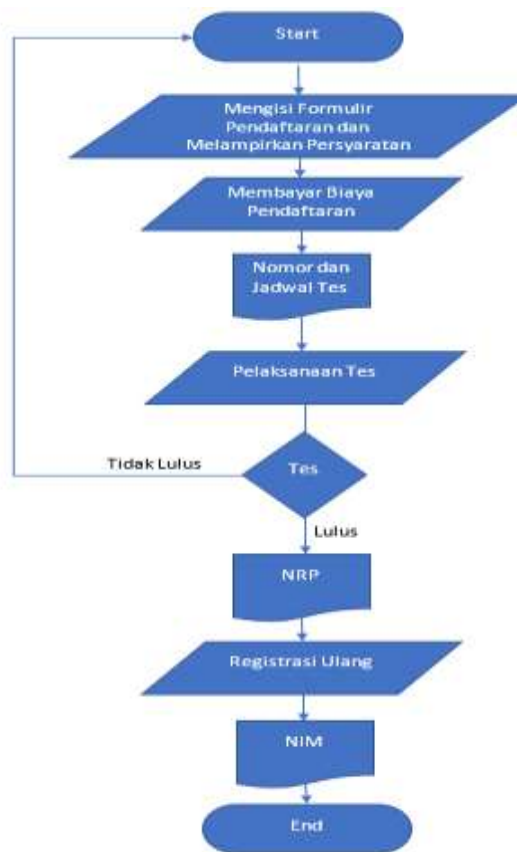 Start
Mengisi Formulir
Pendaftaran dan
Melampirkan Persyaratan
Membayar Biaya
Pendaftaran
Nomor dan
Jadwal Tes
Pelaksanaan Tes
Tidak Lulus
Tes
Lulus
NRP
Registrasi Ulang
NIM
End